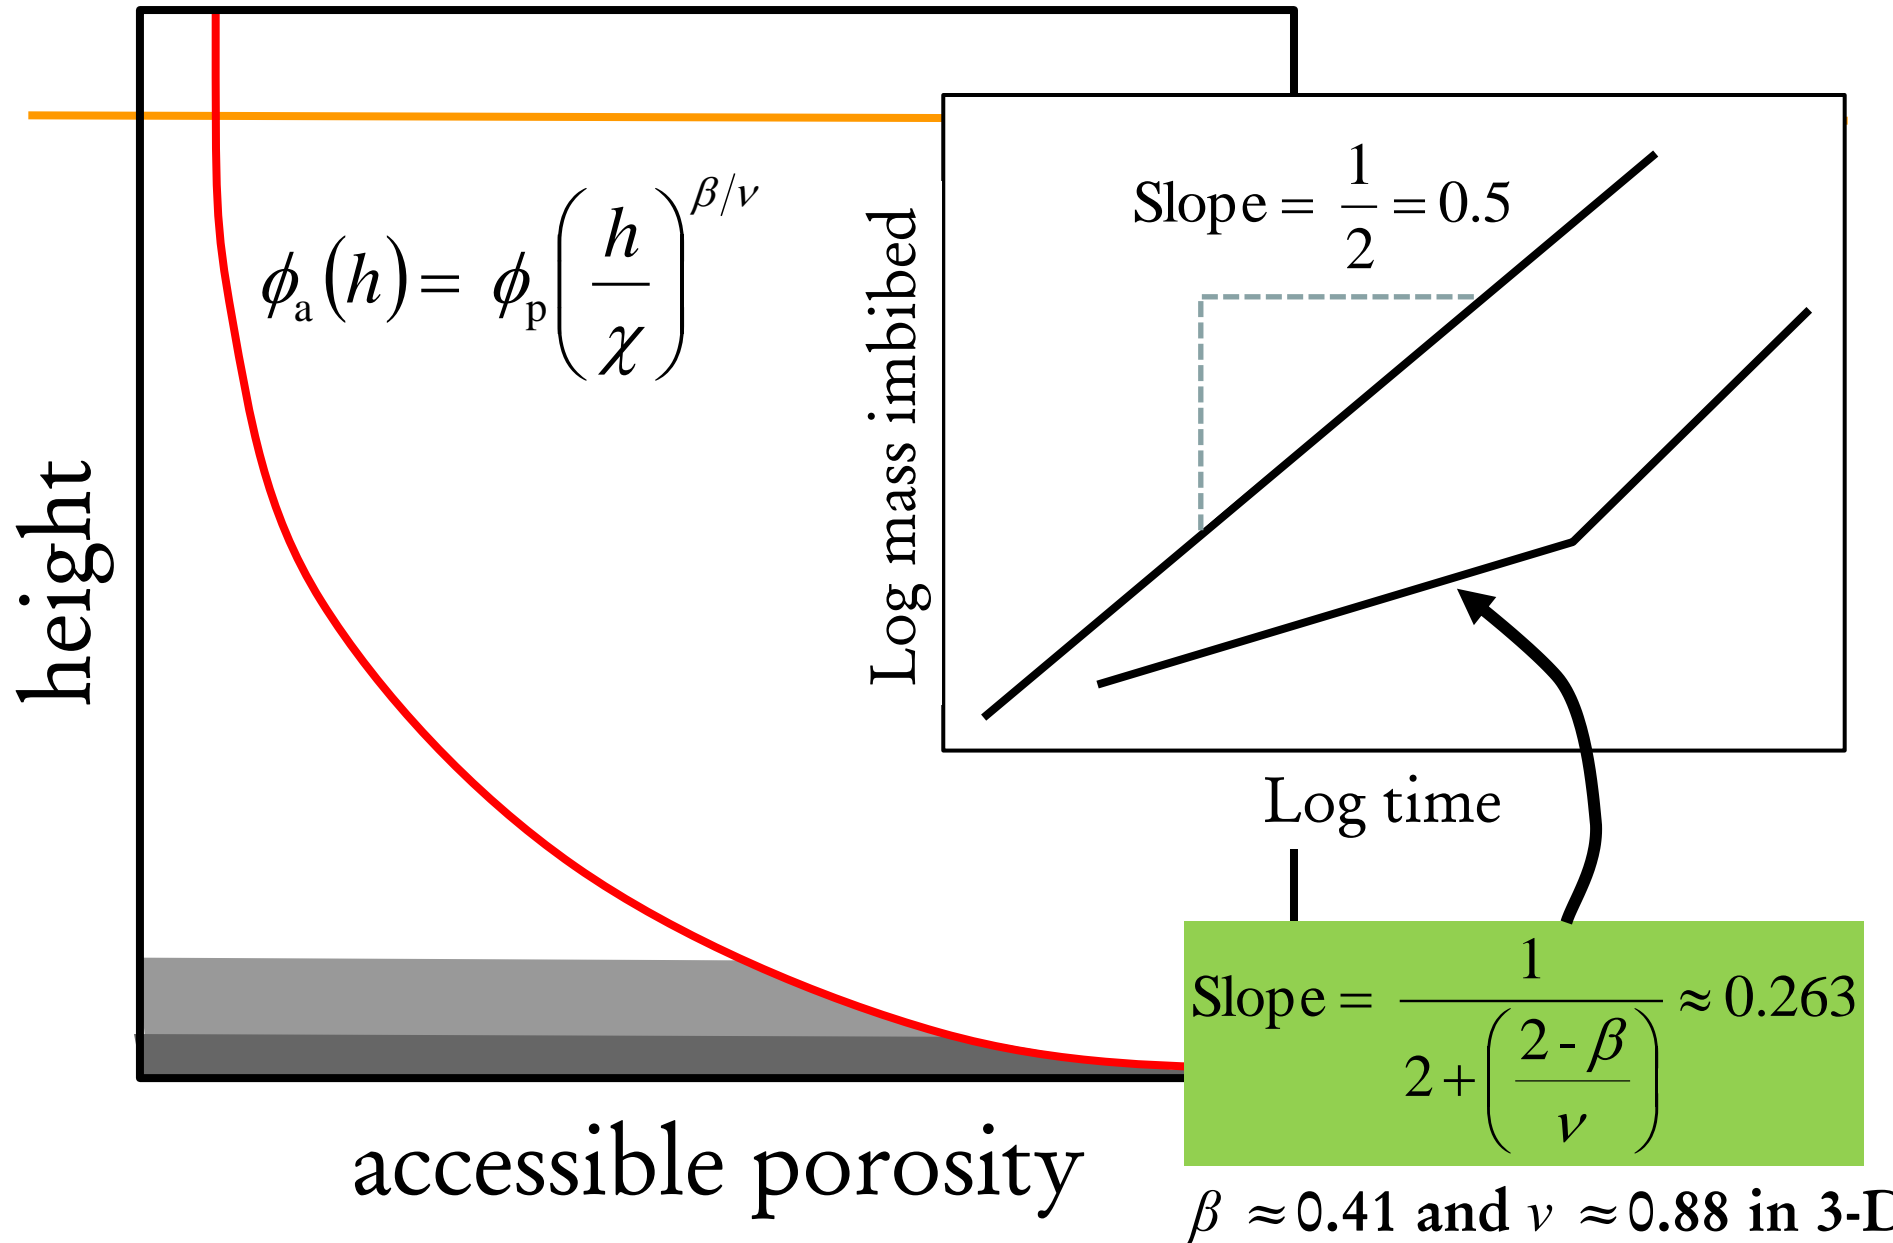 height
ϕa(h) = ϕp(h/χ)^β/ν
accessible porosity
Log mass imbibed
Slope = 1/2 = 0.5
Log time
Slope = 1/(2+((2-β)/ν)) ≈ 0.263
β ≈ 0.41 and ν ≈ 0.88 in 3-D